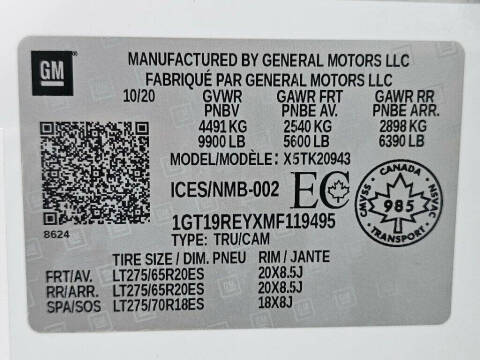 GM
MANUFACTURED BY GENERAL MOTORS LLC
FABRIQUÉ PAR GENERAL MOTORS LLC
10/20 GVWR GAWR FRT GAWR RR
PNBV PNBE AV. PNBE ARR.
4491 KG 2540 KG 2898 KG
9900 LB 5600 LB 6390 LB
MODEL/MODÈLE: X5TK20943
ICES/NMB-002 EC
CANADA
CMVSS 985 NSVAC
TRANSPORT
8624
1GT19REYXMF119495
TYPE: TRU/CAM
TIRE SIZE / DIM. PNEU RIM / JANTE
FRT/AV. LT275/65R20ES 20X8.5J
RR/ARR. LT275/65R20ES 20X8.5J
SPA/SOS LT275/70R18ES 18X8J